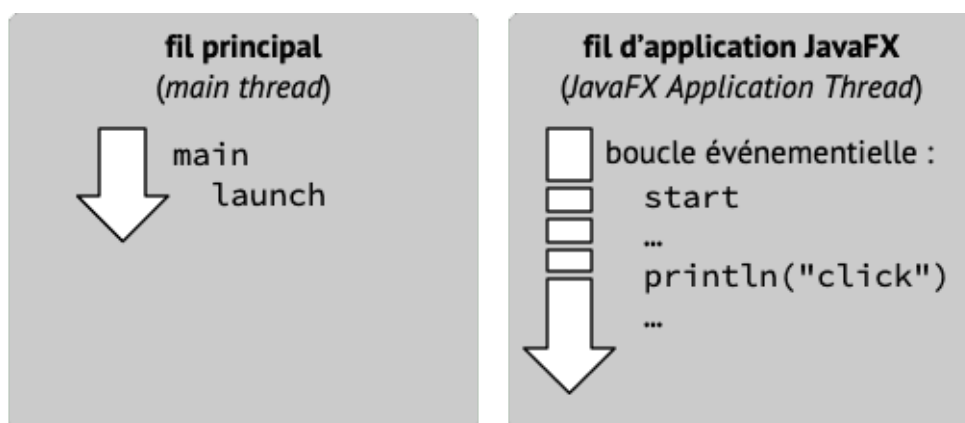 fil principal
(main thread)
main
launch
fil d’application JavaFX
(JavaFX Application Thread)
boucle événementielle :
start
…
println("click")
…